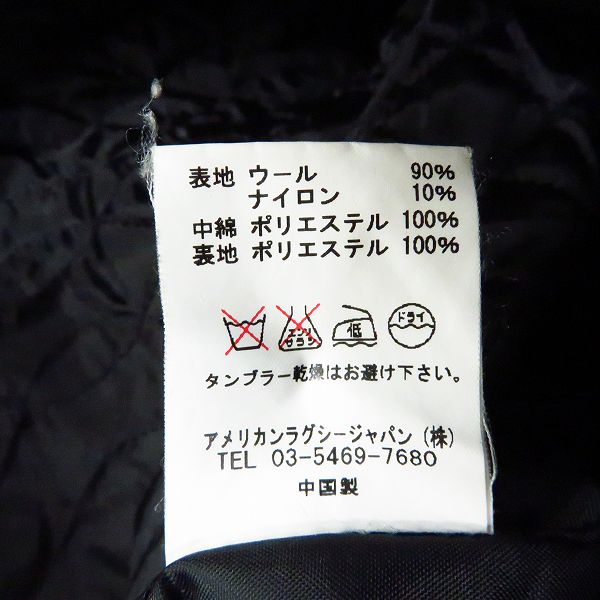 表地 ウール 90%
ナイロン 10%
中綿 ポリエステル 100%
裏地 ポリエステル 100%
エンソ サラシ 低 ドライ
タンブラー乾燥はお避け下さい。
アメリカンラグシージャパン(株)
TEL 03-5469-7680
中国製